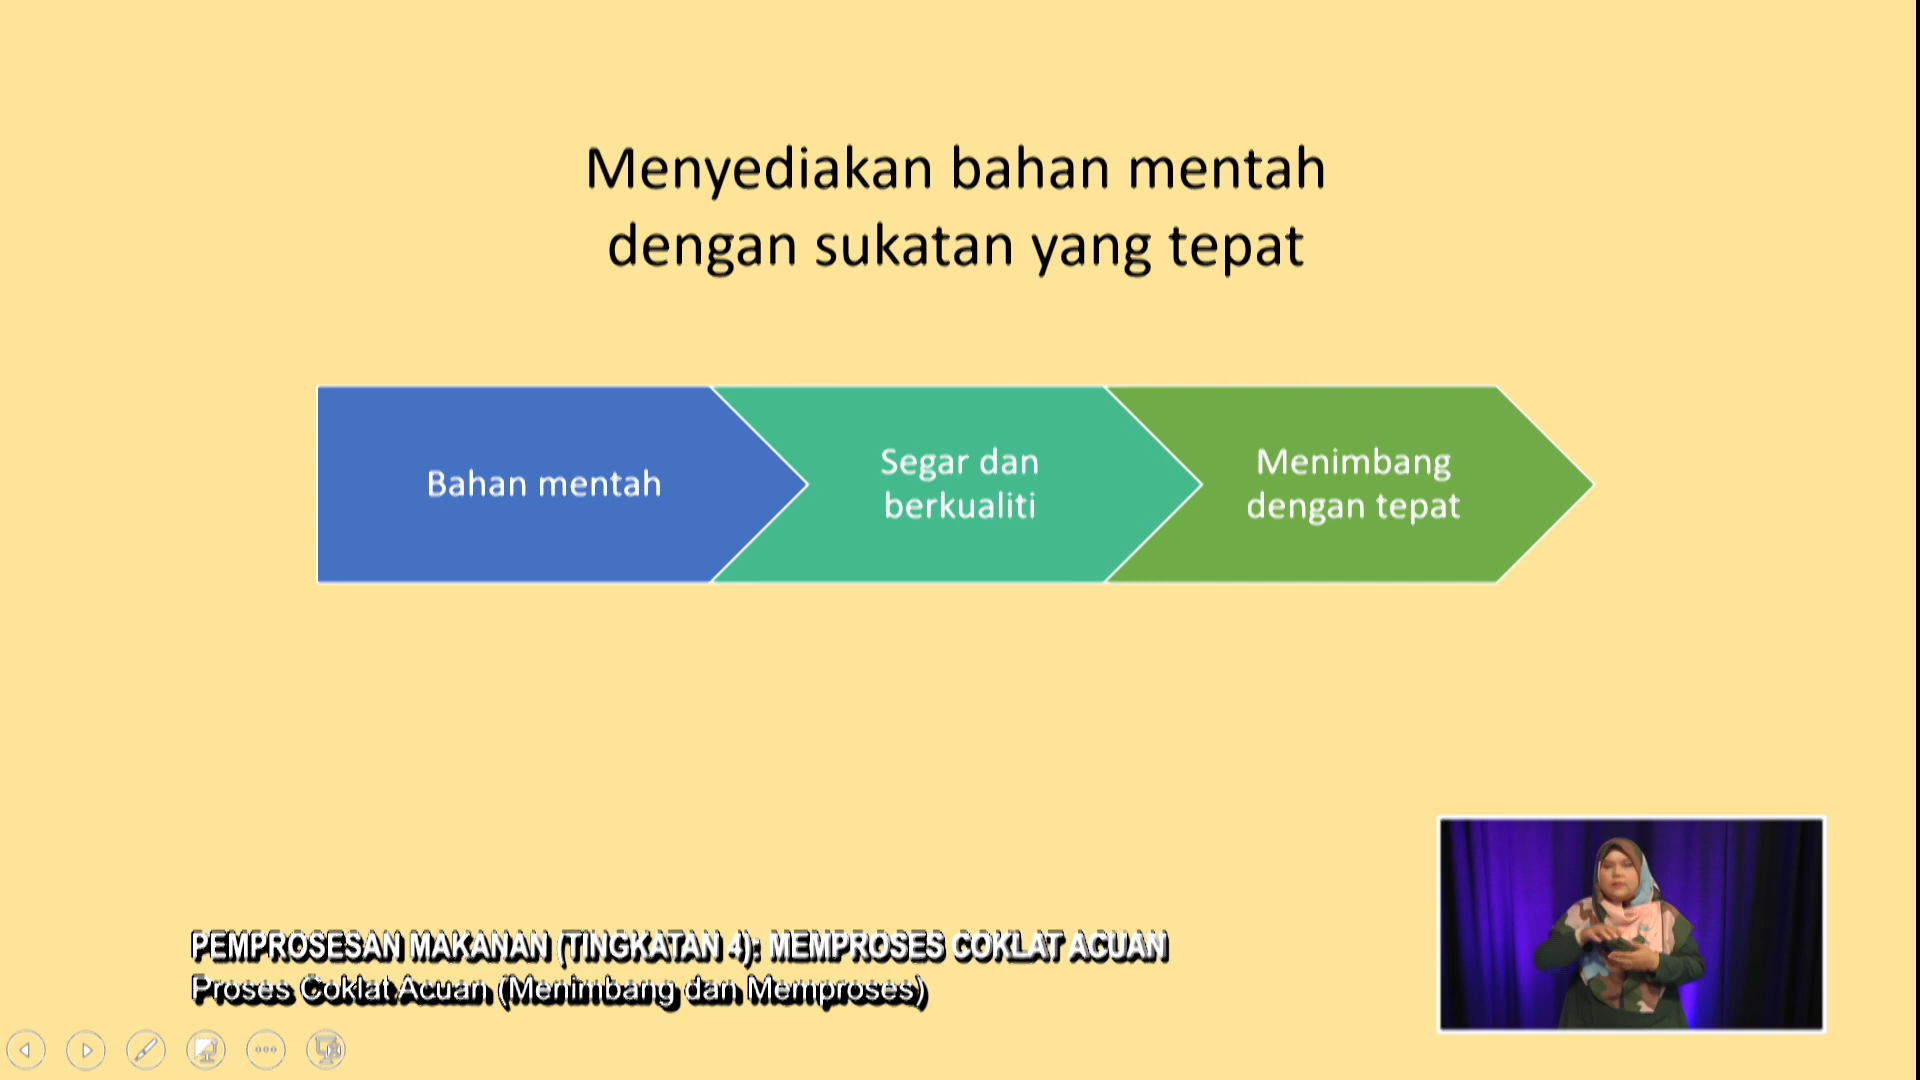 Menyediakan bahan mentah
dengan sukatan yang tepat
Bahan mentah
Segar dan
berkualiti
Menimbang
dengan tepat
PEMPROSESAN MAKANAN (TINGKATAN 4): MEMPROSES COKLAT ACUAN
Proses Coklat Acuan (Menimbang dan Memproses)